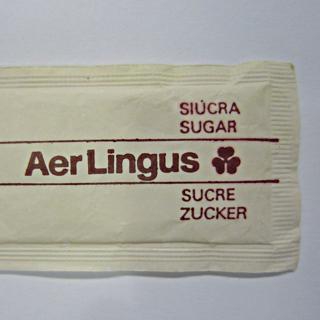 SIÚCRA
SUGAR
Aer Lingus
SUCRE
ZUCKER